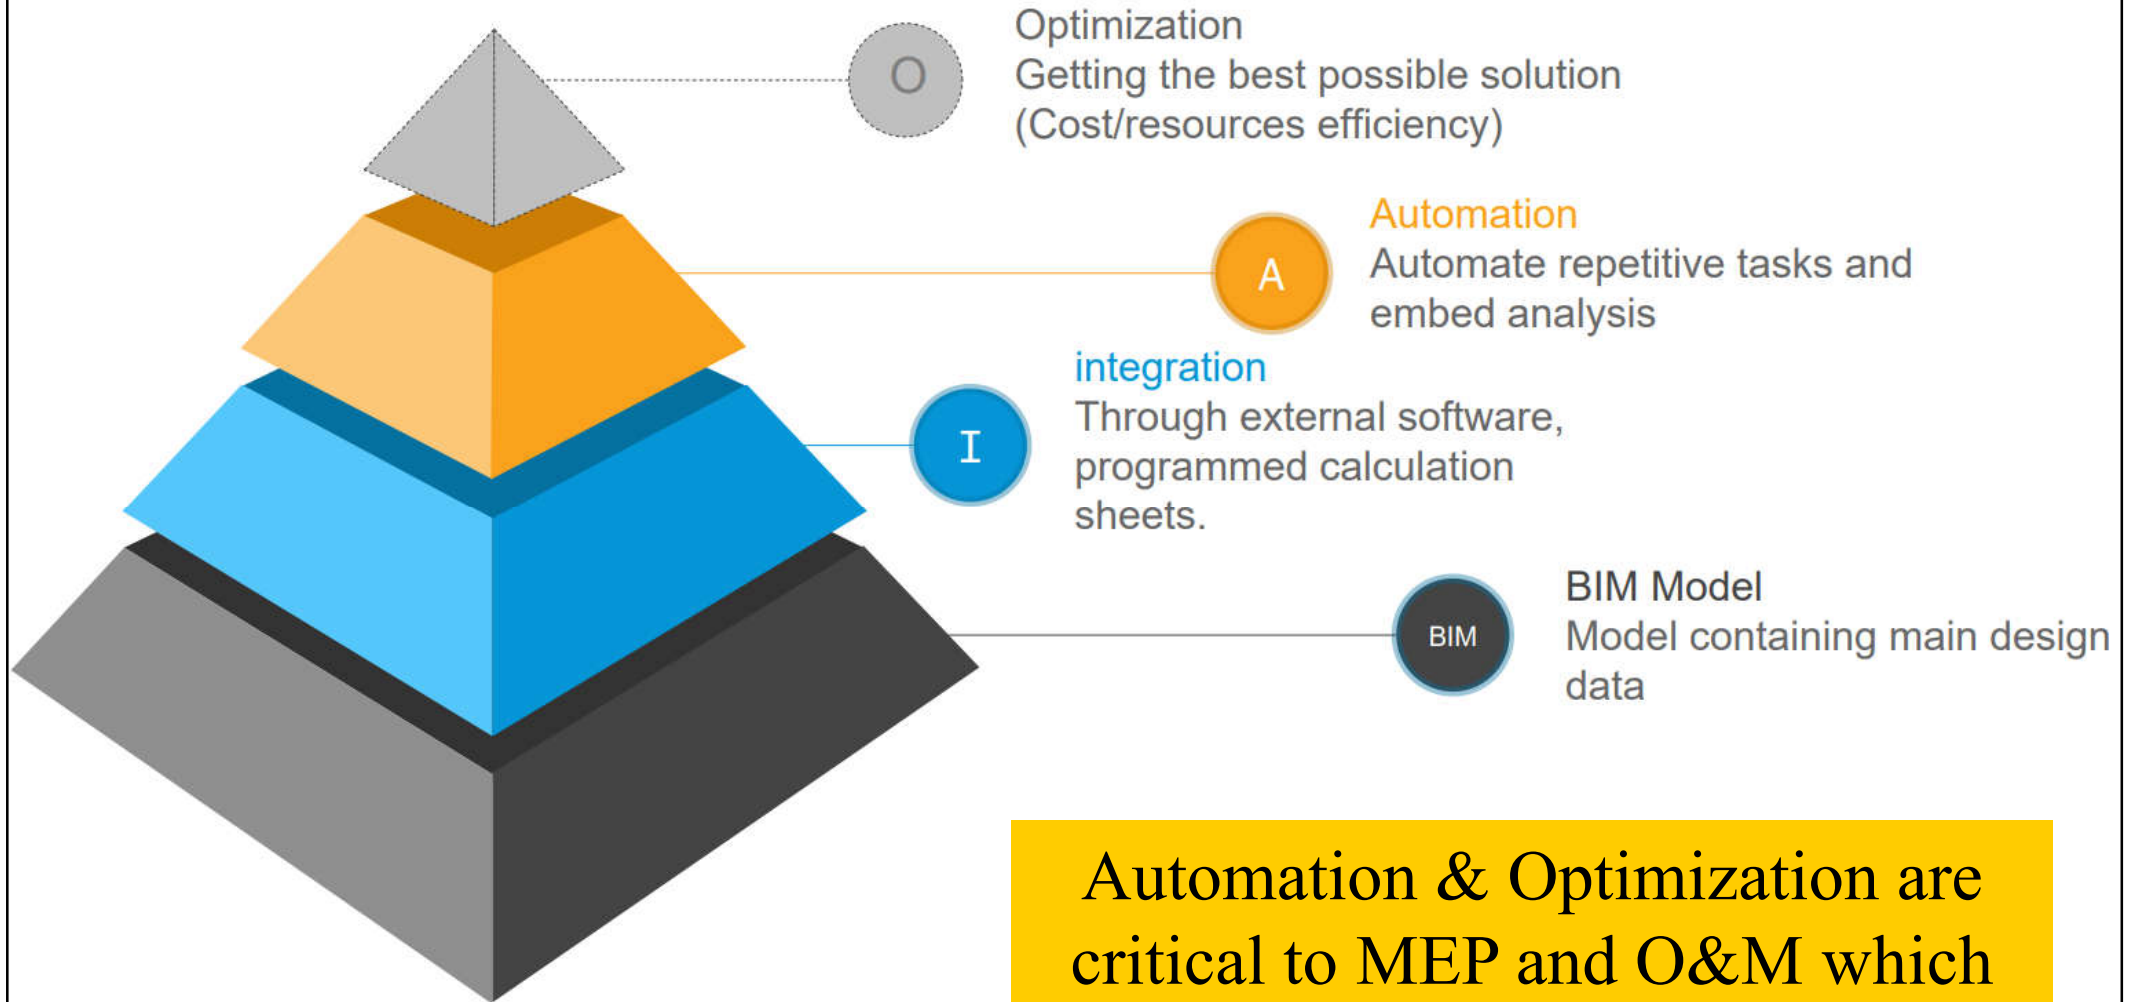 O
Optimization
Getting the best possible solution
(Cost/resources efficiency)
A
Automation
Automate repetitive tasks and
embed analysis
I
integration
Through external software,
programmed calculation
sheets.
BIM
BIM Model
Model containing main design
data
Automation & Optimization are
critical to MEP and O&M which